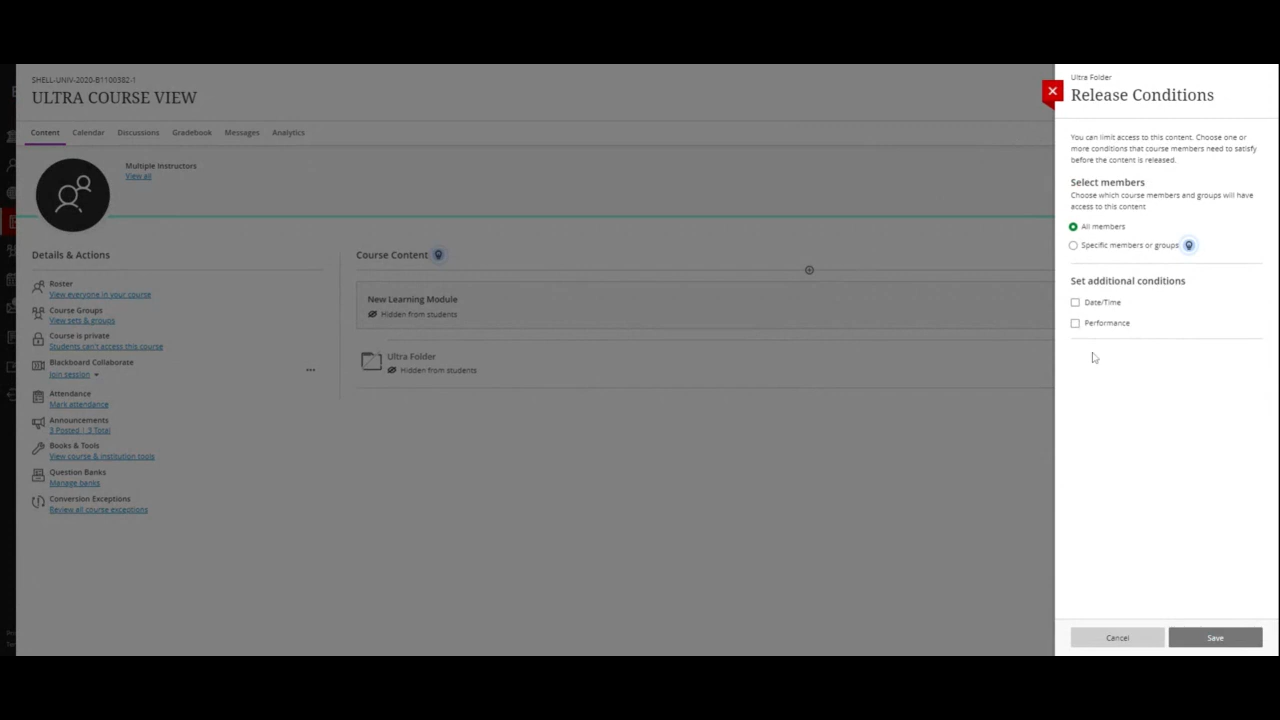 SHELL-UNIV-2020-B1100382-1
ULTRA COURSE VIEW
Content Calendar Discussions Gradebook Messages Analytics
Multiple Instructors
View all
Details & Actions
Roster
View everyone in your course
Course Groups
View sets & groups
Course is private
Students can't access this course
Blackboard Collaborate
Join session
Attendance
Mark attendance
Announcements
3 Posted | 3 Total
Books & Tools
View course & institution tools
Question Banks
Manage banks
Conversion Exceptions
Review all course exceptions
Course Content
New Learning Module
Hidden from students
Ultra Folder
Hidden from students
Ultra Folder
Release Conditions
You can limit access to this content. Choose one or
more conditions that course members need to satisfy
before the content is released.
Select members
Choose which course members and groups will have
access to this content
All members
Specific members or groups
Set additional conditions
Date/Time
Performance
Cancel Save